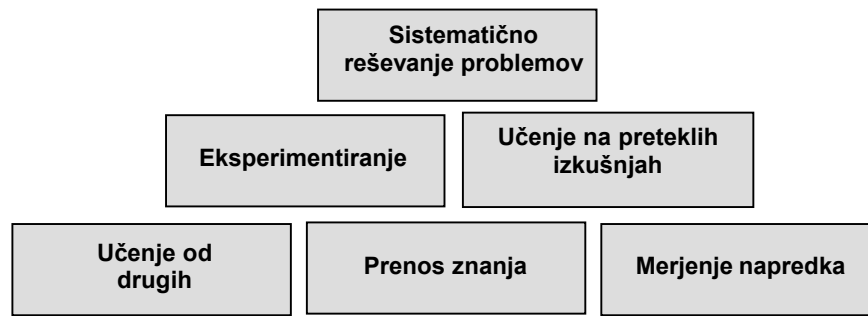 Sistematično
reševanje problemov
Eksperimentiranje
Učenje na preteklih
izkušnjah
Učenje od
drugih
Prenos znanja
Merjenje napredka